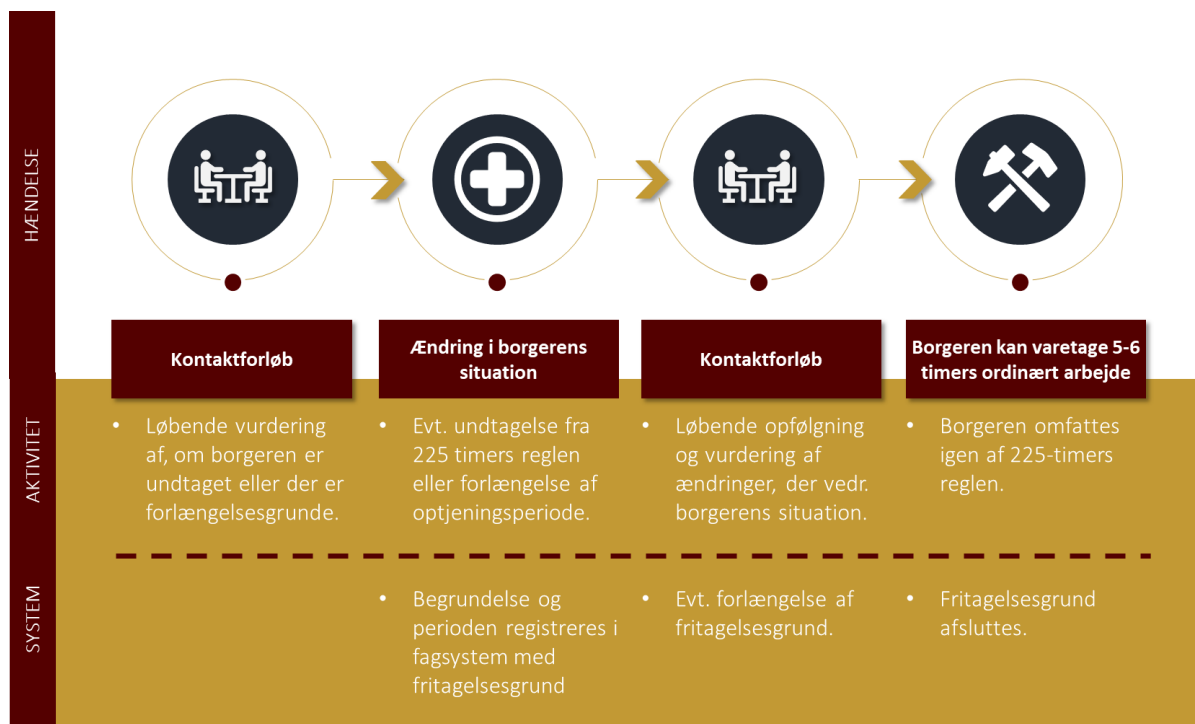 HÆNDELSE
Kontaktforløb
Ændring i borgerens
situation
Kontaktforløb
Borgeren kan varetage 5-6
timers ordinært arbejde
AKTIVITET
• Løbende vurdering
af, om borgeren er
undtaget eller der er
forlængelsesgrunde.
• Evt. undtagelse fra
225 timers reglen
eller forlængelse af
optjeningsperiode.
• Løbende opfølgning
og vurdering af
ændringer, der vedr.
borgerens situation.
• Borgeren omfattes
igen af 225-timers
reglen.
SYSTEM
• Begrundelse og
perioden registreres i
fagsystem med
fritagelsesgrund
• Evt. forlængelse af
fritagelsesgrund.
• Fritagelsesgrund
afsluttes.